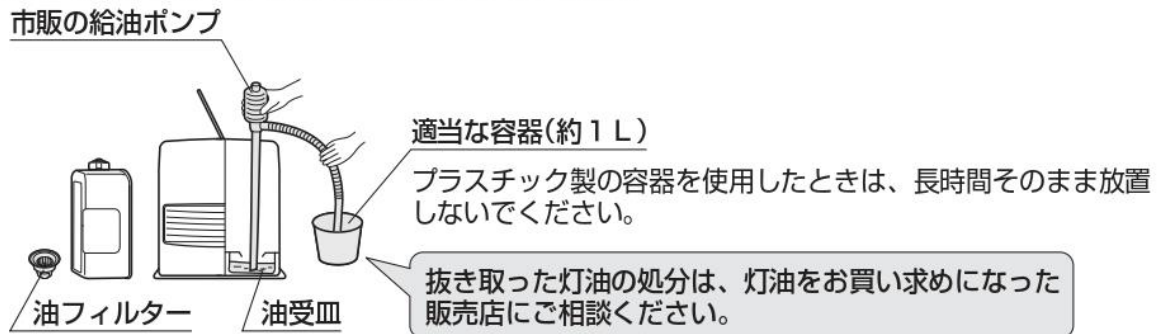 市販の給油ポンプ
適当な容器(約１Ｌ)
プラスチック製の容器を使用したときは、長時間そのまま放置
しないでください。
抜き取った灯油の処分は、灯油をお買い求めになった
販売店にご相談ください。
油フィルター
油受皿